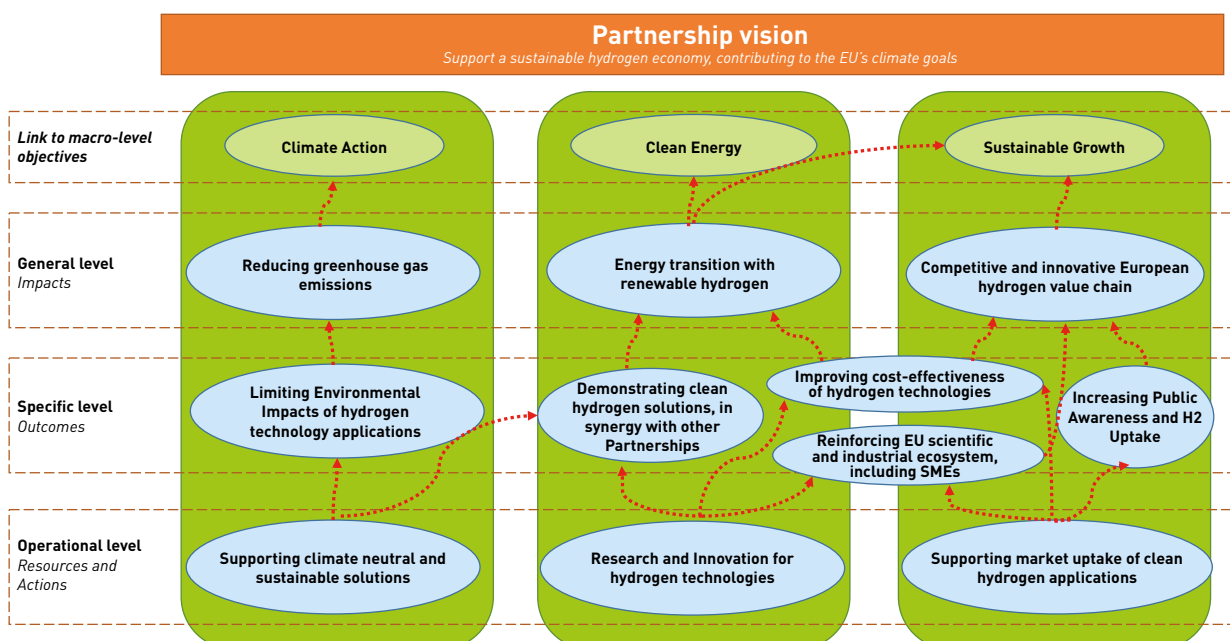 Partnership vision
Support a sustainable hydrogen economy, contributing to the EU's climate goals
Link to macro-level
objectives
Climate Action
Clean Energy
Sustainable Growth
General level
Impacts
Reducing greenhouse gas
emissions
Energy transition with
renewable hydrogen
Competitive and innovative European
hydrogen value chain
Specific level
Outcomes
Limiting Environmental
Impacts of hydrogen
technology applications
Demonstrating clean
hydrogen solutions, in
synergy with other
Partnerships
Improving cost-effectiveness
of hydrogen technologies
Reinforcing EU scientific
and industrial ecosystem,
including SMEs
Increasing Public
Awareness and H2
Uptake
Operational level
Resources and
Actions
Supporting climate neutral and
sustainable solutions
Research and Innovation for
hydrogen technologies
Supporting market uptake of clean
hydrogen applications